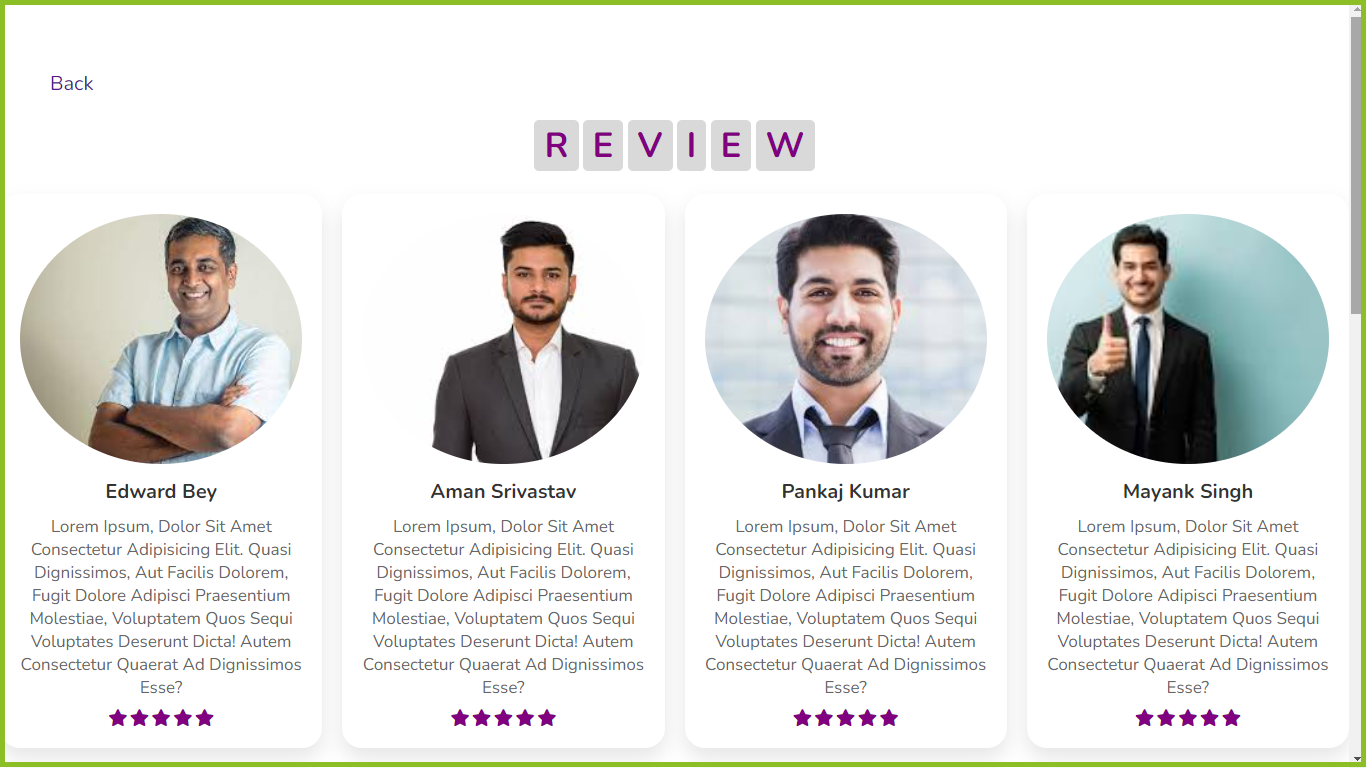 Back
REVIEW
Edward Bey
Lorem Ipsum, Dolor Sit Amet
Consectetur Adipisicing Elit. Quasi
Dignissimos, Aut Facilis Dolorem,
Fugit Dolore Adipisci Praesentium
Molestiae, Voluptatem Quos Sequi
Voluptates Deserunt Dicta! Autem
Consectetur Quaerat Ad Dignissimos
Esse?
Aman Srivastav
Lorem Ipsum, Dolor Sit Amet
Consectetur Adipisicing Elit. Quasi
Dignissimos, Aut Facilis Dolorem,
Fugit Dolore Adipisci Praesentium
Molestiae, Voluptatem Quos Sequi
Voluptates Deserunt Dicta! Autem
Consectetur Quaerat Ad Dignissimos
Esse?
Pankaj Kumar
Lorem Ipsum, Dolor Sit Amet
Consectetur Adipisicing Elit. Quasi
Dignissimos, Aut Facilis Dolorem,
Fugit Dolore Adipisci Praesentium
Molestiae, Voluptatem Quos Sequi
Voluptates Deserunt Dicta! Autem
Consectetur Quaerat Ad Dignissimos
Esse?
Mayank Singh
Lorem Ipsum, Dolor Sit Amet
Consectetur Adipisicing Elit. Quasi
Dignissimos, Aut Facilis Dolorem,
Fugit Dolore Adipisci Praesentium
Molestiae, Voluptatem Quos Sequi
Voluptates Deserunt Dicta! Autem
Consectetur Quaerat Ad Dignissimos
Esse?